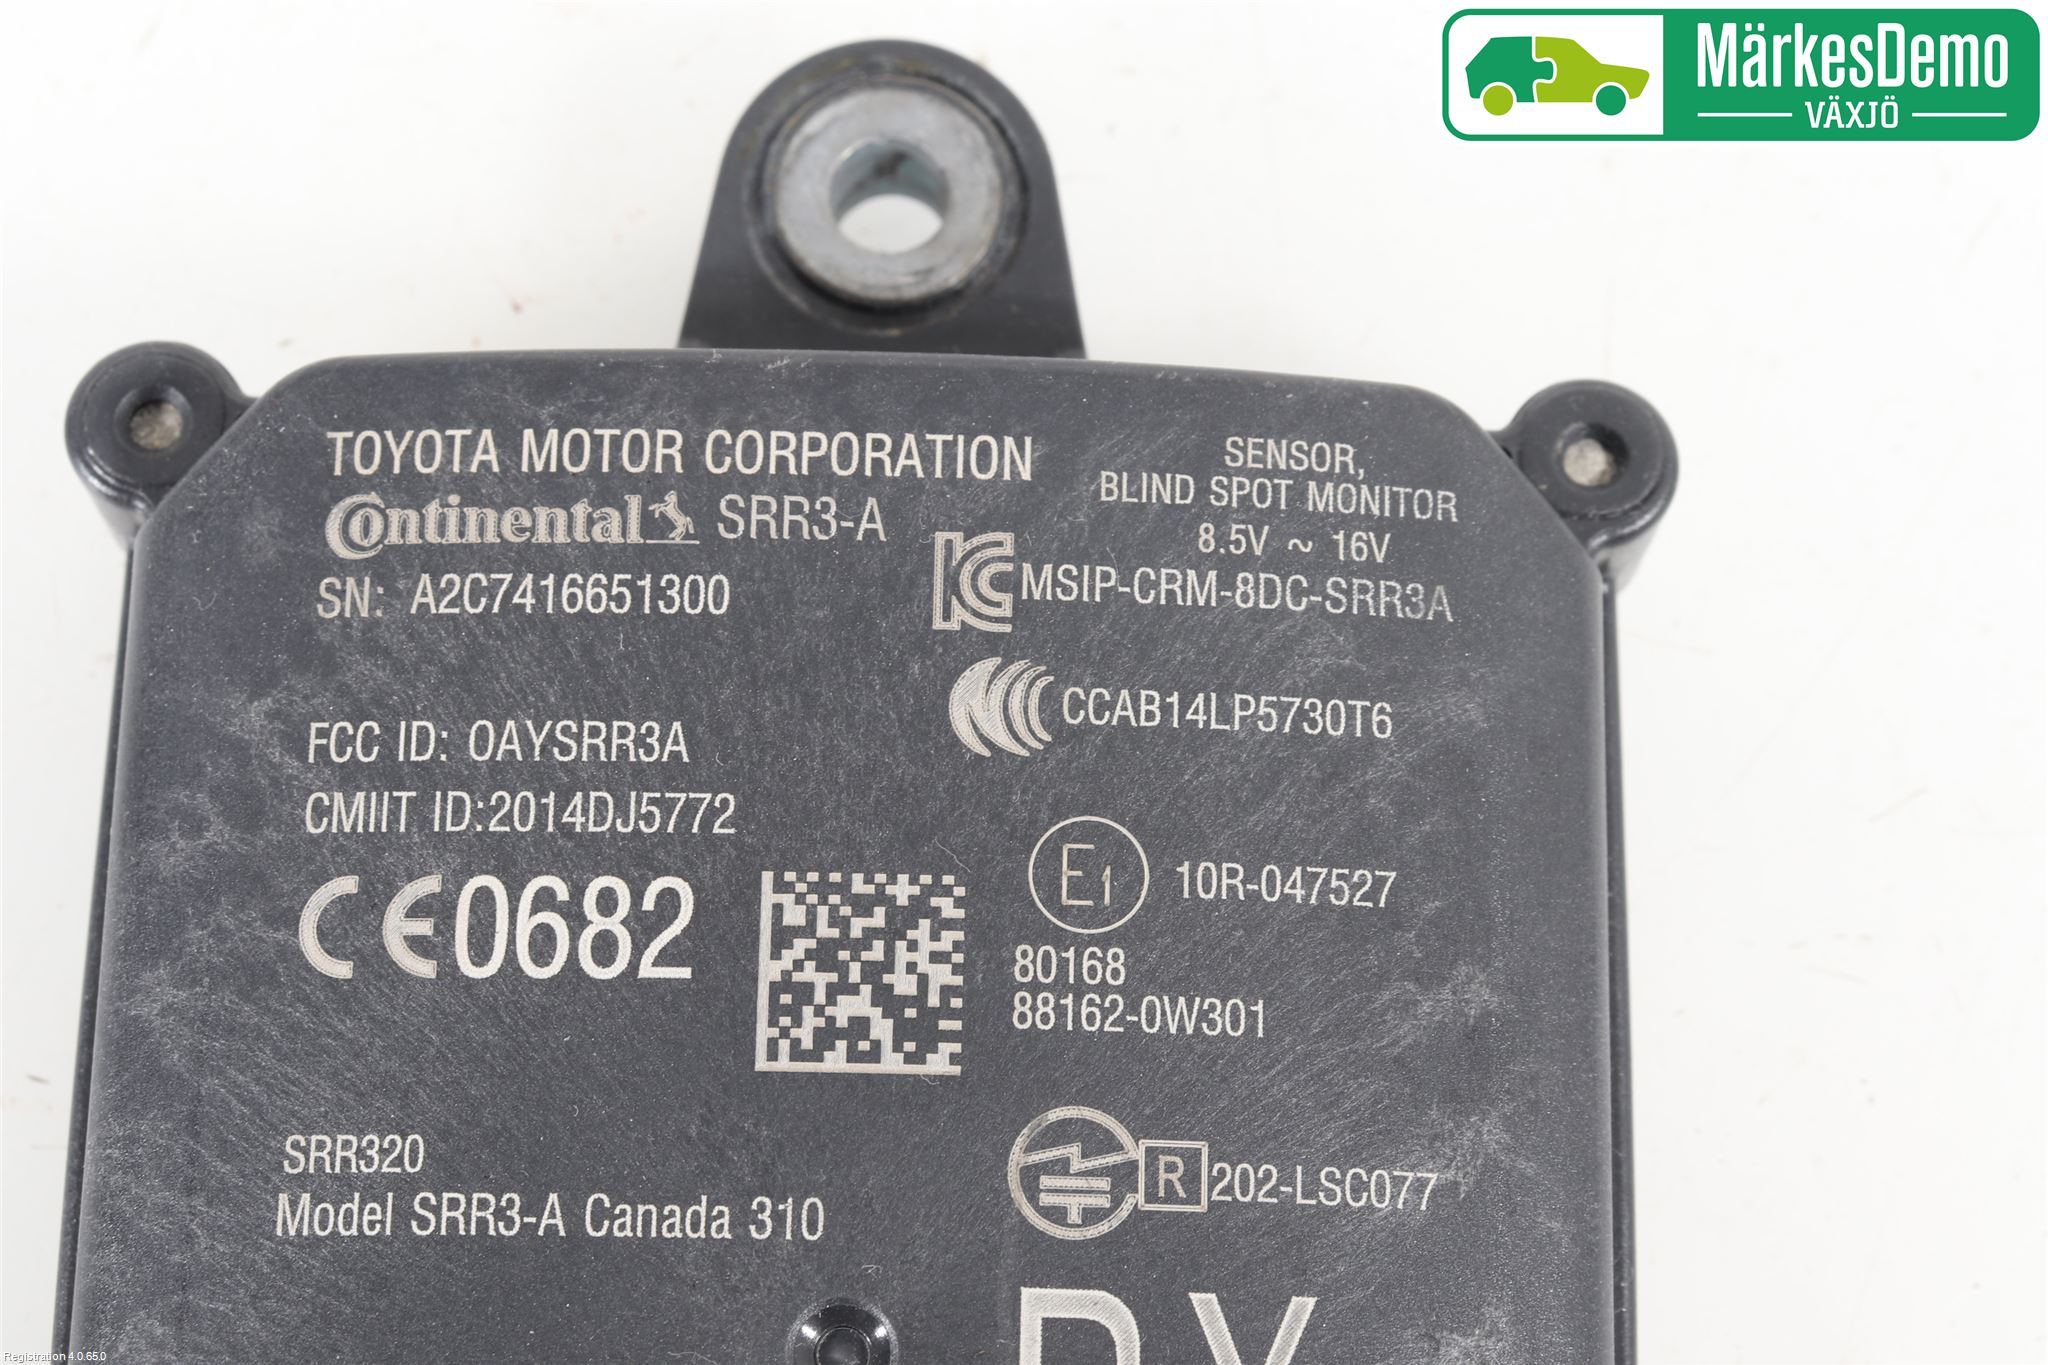 MärkesDemo
VÄXJÖ
TOYOTA MOTOR CORPORATION
Continental SRR3-A
SN: A2C7416651300
SENSOR,
BLIND SPOT MONITOR
8.5V ~ 16V
MSIP-CRM-8DC-SRR3A
CCAB14LP5730T6
FCC ID: OAYSRR3A
CMIIT ID:2014DJ5772
CE0682
E1 10R-047527
80168
88162-0W301
SRR320
Model SRR3-A Canada 310
R 202-LSC077
Registration 4.0.65.0